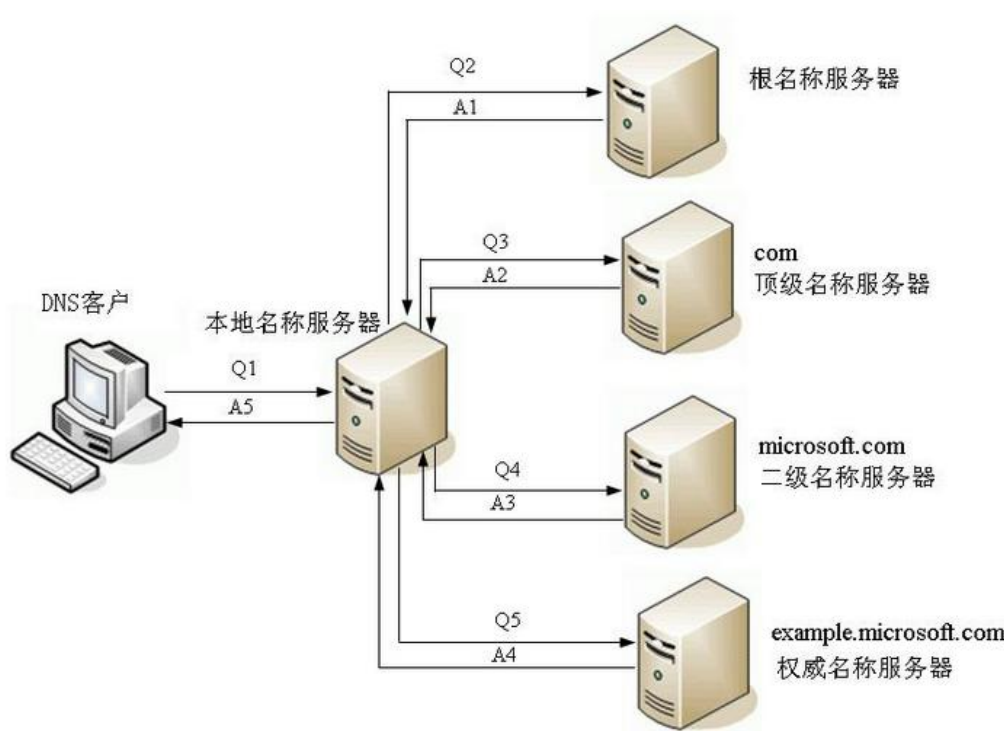 Q2
根名称服务器
A1
Q3
com
A2
顶级名称服务器
DNS客户
本地名称服务器
Q1
A5
microsoft.com
Q4
二级名称服务器
A3
Q5
example.microsoft.com
A4
权威名称服务器